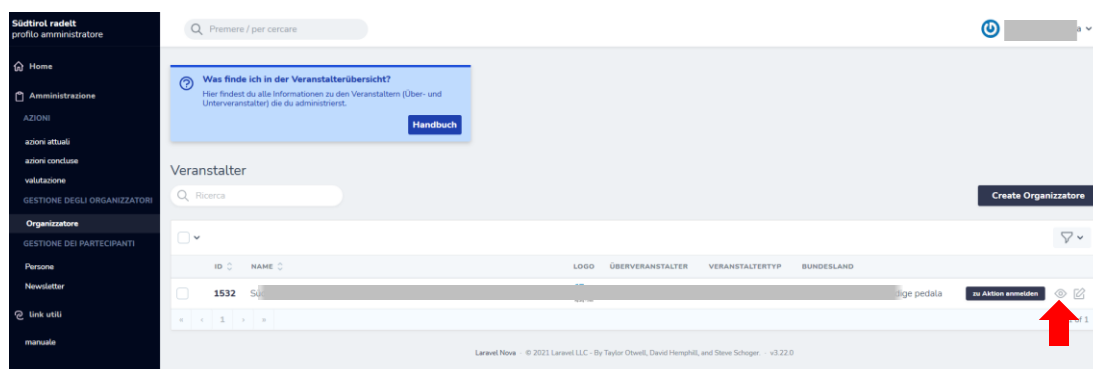 Südtirol radelt
profilo amministratore
Premere / per cercare
Home
Amministrazione
AZIONI
azioni attuali
azioni concluse
valutazione
GESTIONE DEGLI ORGANIZZATORI
Organizzatore
GESTIONE DEI PARTECIPANTI
Persone
Newsletter
link utili
manuale
Was finde ich in der Veranstalterübersicht?
Hier findest du alle Informationen zu den Veranstaltern (Über- und
Unterveranstalter) die du administrierst.
Handbuch
Veranstalter
Ricerca
Create Organizzatore
ID NAME LOGO ÜBERVERANSTALTER VERANSTALTERTYP BUNDESLAND
1532 pedala zu Aktion anmelden
« ‹ 1 › » of 1
Laravel Nova · © 2021 Laravel LLC - By Taylor Otwell, David Hemphill, and Steve Schoger. · v3.22.0